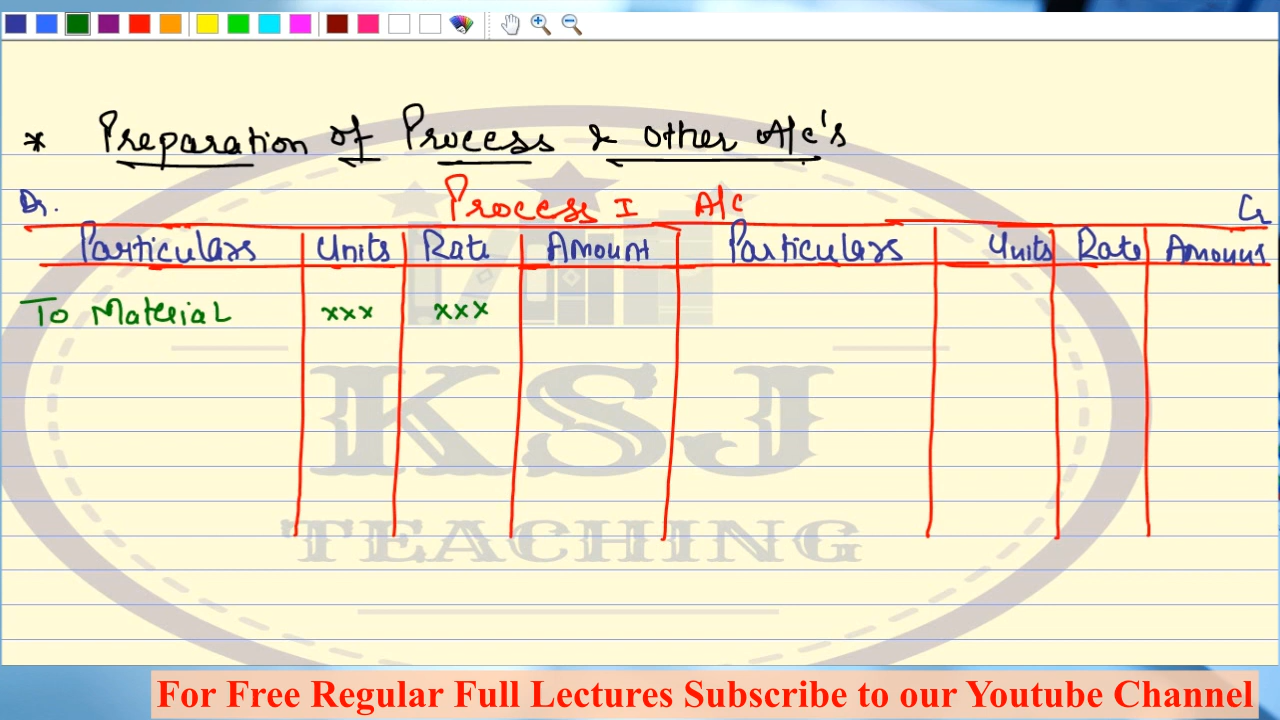 * Preparation of Process & other A/c's
Dr. Process I A/c Cr
Particulars Units Rate Amount Particulars Units Rate Amount
To Material xxx xxx
KSJ
TEACHING
For Free Regular Full Lectures Subscribe to our Youtube Channel